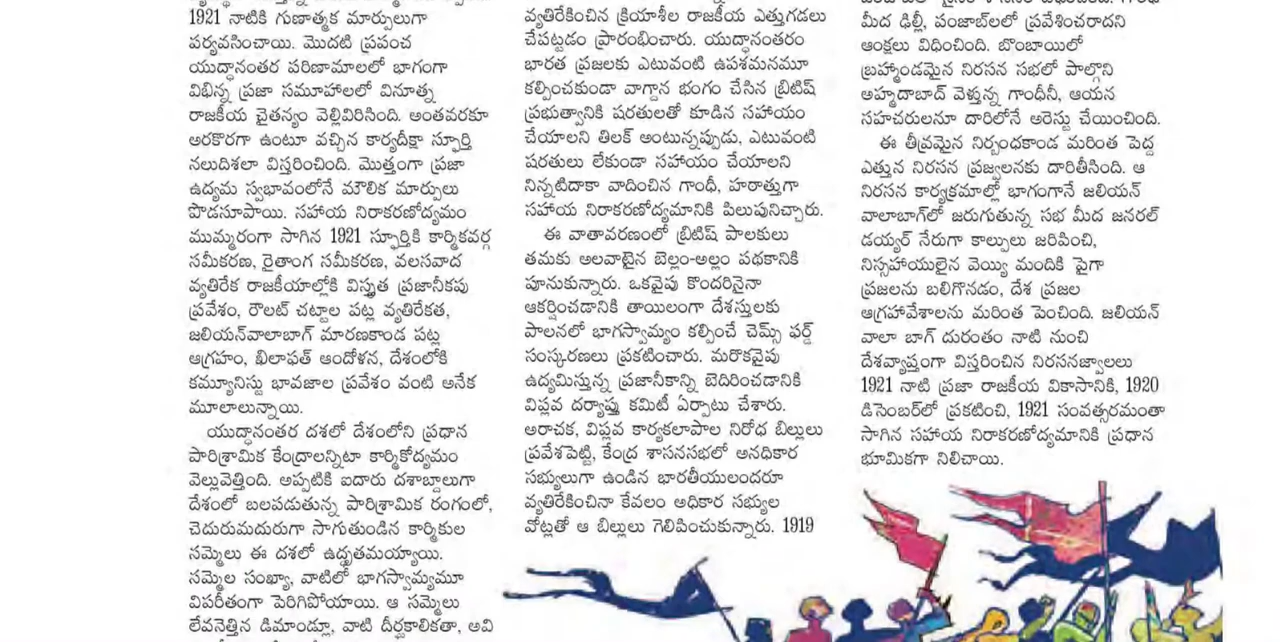 1921 నాటికి గుణాత్మక మార్పులుగా
పర్యవసించాయి. మొదటి ప్రపంచ
యుద్ధానంతర పరిణామాలలో భాగంగా
విభిన్న ప్రజా సమూహాలలో వినూత్న
రాజకీయ చైతన్యం వెల్లివిరిసింది. అంతవరకూ
అరకొరగా ఉంటూ వచ్చిన కార్యదీక్షా స్ఫూర్తి
నలుదిశలా విస్తరించింది. మొత్తంగా ప్రజా
ఉద్యమ స్వభావంలోనే మౌలిక మార్పులు
పొడసూపాయి. సహాయ నిరాకరణోద్యమం
ముమ్మరంగా సాగిన 1921 స్ఫూర్తికి కార్మికవర్గ
సమీకరణ, రైతాంగ సమీకరణ, వలసవాద
వ్యతిరేక రాజకీయాల్లోకి విస్తృత ప్రజానీకపు
ప్రవేశం, రౌలట్ చట్టాల పట్ల వ్యతిరేకత,
జలియన్‌వాలాబాగ్ మారణకాండ పట్ల
ఆగ్రహం, ఖిలాఫత్ ఆందోళన, దేశంలోకి
కమ్యూనిస్టు భావజాల ప్రవేశం వంటి అనేక
మూలాలున్నాయి.
యుద్ధానంతర దశలో దేశంలోని ప్రధాన
పారిశ్రామిక కేంద్రాలన్నిటా కార్మికోద్యమం
వెల్లువెత్తింది. అప్పటికి ఐదారు దశాబ్దాలుగా
దేశంలో బలపడుతున్న పారిశ్రామిక రంగంలో,
చెదురుమదురుగా సాగుతుండిన కార్మికుల
సమ్మెలు ఈ దశలో ఉద్ధృతమయ్యాయి.
సమ్మెల సంఖ్యా, వాటిలో భాగస్వామ్యమూ
విపరీతంగా పెరిగిపోయాయి. ఆ సమ్మెలు
లేవనెత్తిన డిమాండ్లూ, వాటి దీర్ఘకాలికతా, అవి
వ్యతిరేకించిన క్రియాశీల రాజకీయ ఎత్తుగడలు
చేపట్టడం ప్రారంభించారు. యుద్ధానంతరం
భారత ప్రజలకు ఎటువంటి ఉపశమనమూ
కల్పించకుండా వాగ్దాన భంగం చేసిన బ్రిటిష్
ప్రభుత్వానికి షరతులతో కూడిన సహాయం
చేయాలని తిలక్ అంటున్నప్పుడు, ఎటువంటి
షరతులు లేకుండా సహాయం చేయాలని
నిన్నటిదాకా వాదించిన గాంధీ, హఠాత్తుగా
సహాయ నిరాకరణోద్యమానికి పిలుపునిచ్చారు.
ఈ వాతావరణంలో బ్రిటిష్ పాలకులు
తమకు అలవాటైన బెల్లం-అల్లం పథకానికి
పూనుకున్నారు. ఒకవైపు కొందరినైనా
ఆకర్షించడానికి తాయిలంగా దేశస్తులకు
పాలనలో భాగస్వామ్యం కల్పించే చెమ్స్ ఫర్డ్
సంస్కరణలు ప్రకటించారు. మరొకవైపు
ఉద్యమిస్తున్న ప్రజానీకాన్ని బెదిరించడానికి
విప్లవ దర్యాప్తు కమిటీ ఏర్పాటు చేశారు.
అరాచక, విప్లవ కార్యకలాపాల నిరోధ బిల్లులు
ప్రవేశపెట్టి, కేంద్ర శాసనసభలో అనధికార
సభ్యులుగా ఉండిన భారతీయులందరూ
వ్యతిరేకించినా కేవలం అధికార సభ్యుల
వోట్లతో ఆ బిల్లులు గెలిపించుకున్నారు. 1919
మీద ఢిల్లీ, పంజాబ్‌లలో ప్రవేశించరాదని
ఆంక్షలు విధించింది. బొంబాయిలో
బ్రహ్మాండమైన నిరసన సభలో పాల్గొని
అహ్మదాబాద్ వెళ్తున్న గాంధీనీ, ఆయన
సహచరులనూ దారిలోనే అరెస్టు చేయించింది.
ఈ తీవ్రమైన నిర్బంధకాండ మరింత పెద్ద
ఎత్తున నిరసన ప్రజ్వలనకు దారితీసింది. ఆ
నిరసన కార్యక్రమాల్లో భాగంగానే జలియన్
వాలాబాగ్‌లో జరుగుతున్న సభ మీద జనరల్
డయ్యర్ నేరుగా కాల్పులు జరిపించి,
నిస్సహాయులైన వెయ్యి మందికి పైగా
ప్రజలను బలిగొనడం, దేశ ప్రజల
ఆగ్రహావేశాలను మరింత పెంచింది. జలియన్
వాలా బాగ్ దురంతం నాటి నుంచి
దేశవ్యాప్తంగా విస్తరించిన నిరసనజ్వాలలు
1921 నాటి ప్రజా రాజకీయ వికాసానికి, 1920
డిసెంబర్‌లో ప్రకటించి, 1921 సంవత్సరమంతా
సాగిన సహాయ నిరాకరణోద్యమానికి ప్రధాన
భూమికగా నిలిచాయి.